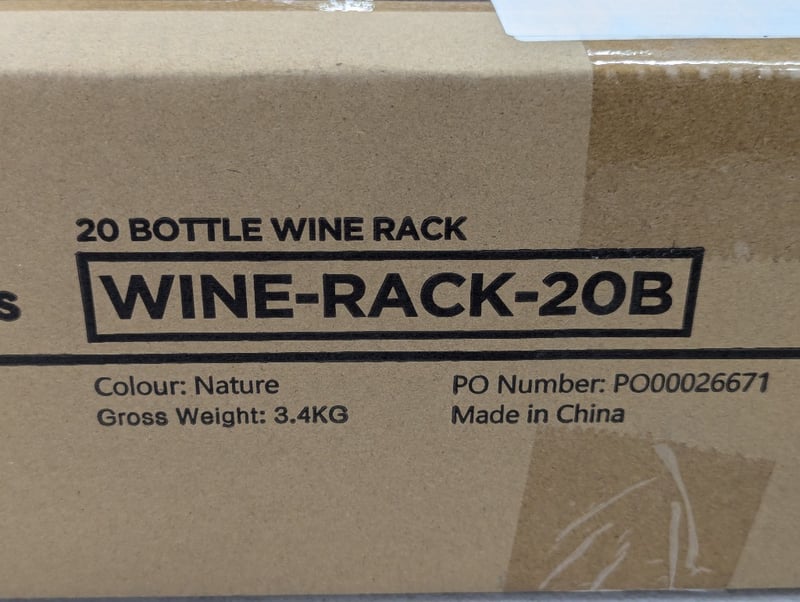 20 BOTTLE WINE RACK
WINE-RACK-20B
s
Colour: Nature
PO Number: PO00026671
Gross Weight: 3.4KG
Made in China